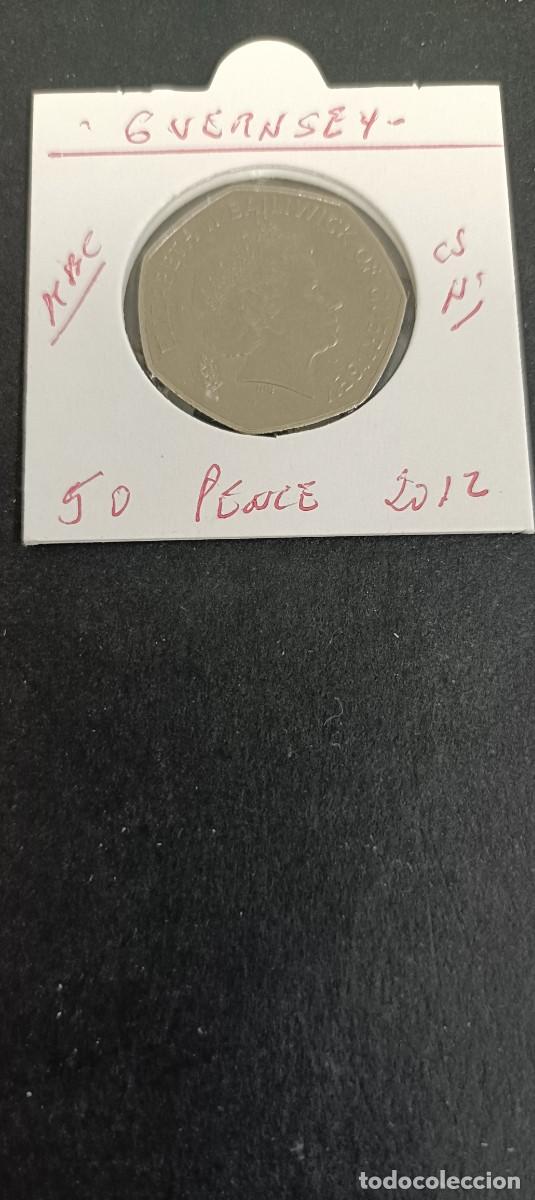 - GUERNSEY -
MBC
CS
Ni
ELIZABETH II BAILIWICK OF GUERNSEY
50 PENCE 2012
todocoleccion